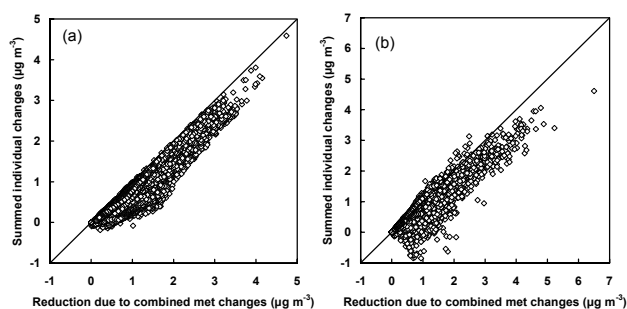 (a)
Summed individual changes (µg m⁻³)
5
4
3
2
1
0
-1
-1 0 1 2 3 4 5
Reduction due to combined met changes (µg m⁻³)
(b)
Summed individual changes (µg m⁻³)
7
6
5
4
3
2
1
0
-1
-1 0 1 2 3 4 5 6 7
Reduction due to combined met changes (µg m⁻³)